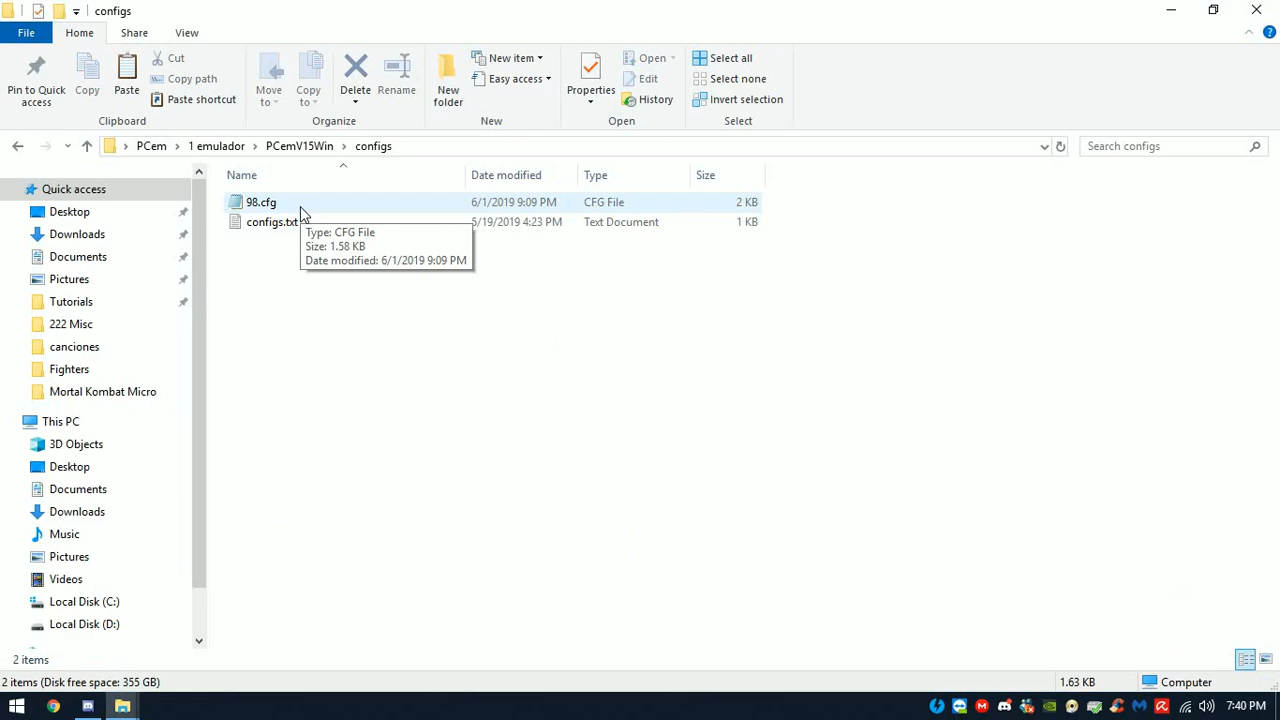 configs
File Home Share View
Pin to Quick access
Copy
Paste
Cut
Copy path
Paste shortcut
Clipboard
Move to
Copy to
Delete
Rename
Organize
New folder
New item
Easy access
New
Properties
Open
Edit
History
Open
Select all
Select none
Invert selection
Select
PCem 1 emulador PCemV15Win configs
Search configs
Name Date modified Type Size
98.cfg 6/1/2019 9:09 PM CFG File 2 KB
configs.txt 5/19/2019 4:23 PM Text Document 1 KB
Type: CFG File
Size: 1.58 KB
Date modified: 6/1/2019 9:09 PM
Quick access
Desktop
Downloads
Documents
Pictures
Tutorials
222 Misc
canciones
Fighters
Mortal Kombat Micro
This PC
3D Objects
Desktop
Documents
Downloads
Music
Pictures
Videos
Local Disk (C:)
Local Disk (D:)
2 items
2 items (Disk free space: 355 GB) 1.63 KB Computer
7:40 PM